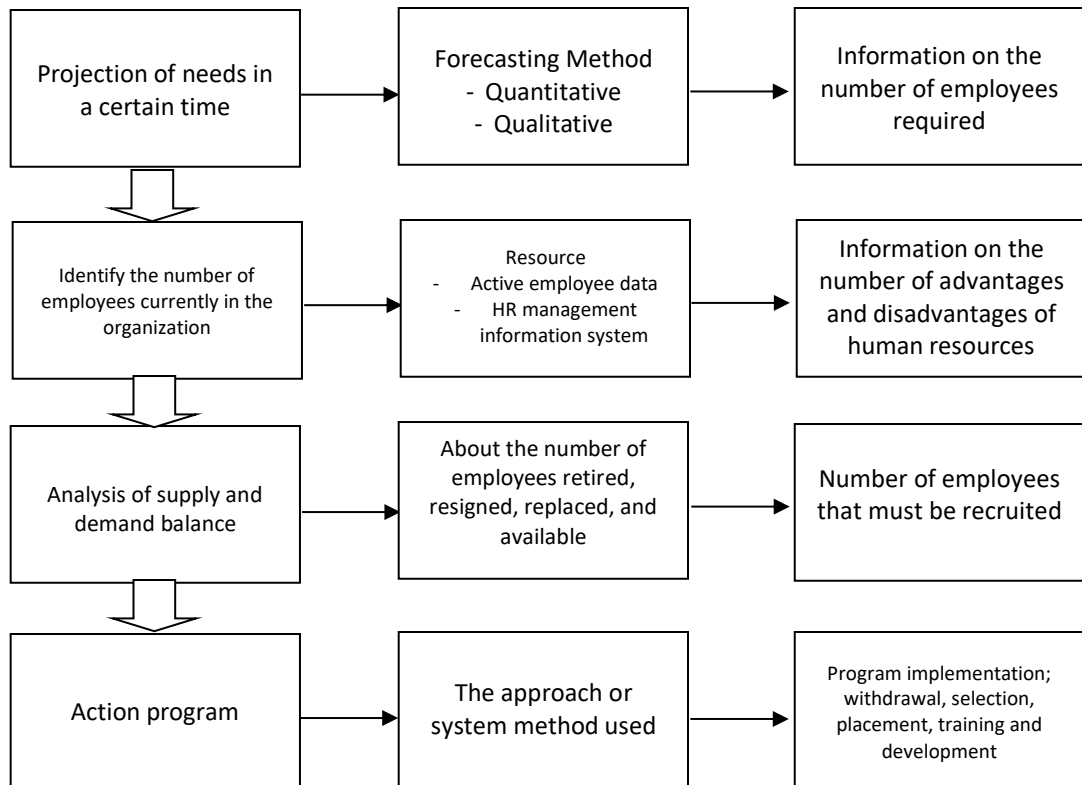 Projection of needs in
a certain time
Forecasting Method
- Quantitative
- Qualitative
Information on the
number of employees
required
Identify the number of
employees currently in the
organization
Resource
- Active employee data
- HR management
information system
Information on the
number of advantages
and disadvantages of
human resources
Analysis of supply and
demand balance
About the number of
employees retired,
resigned, replaced, and
available
Number of employees
that must be recruited
Action program
The approach or
system method used
Program implementation;
withdrawal, selection,
placement, training and
development